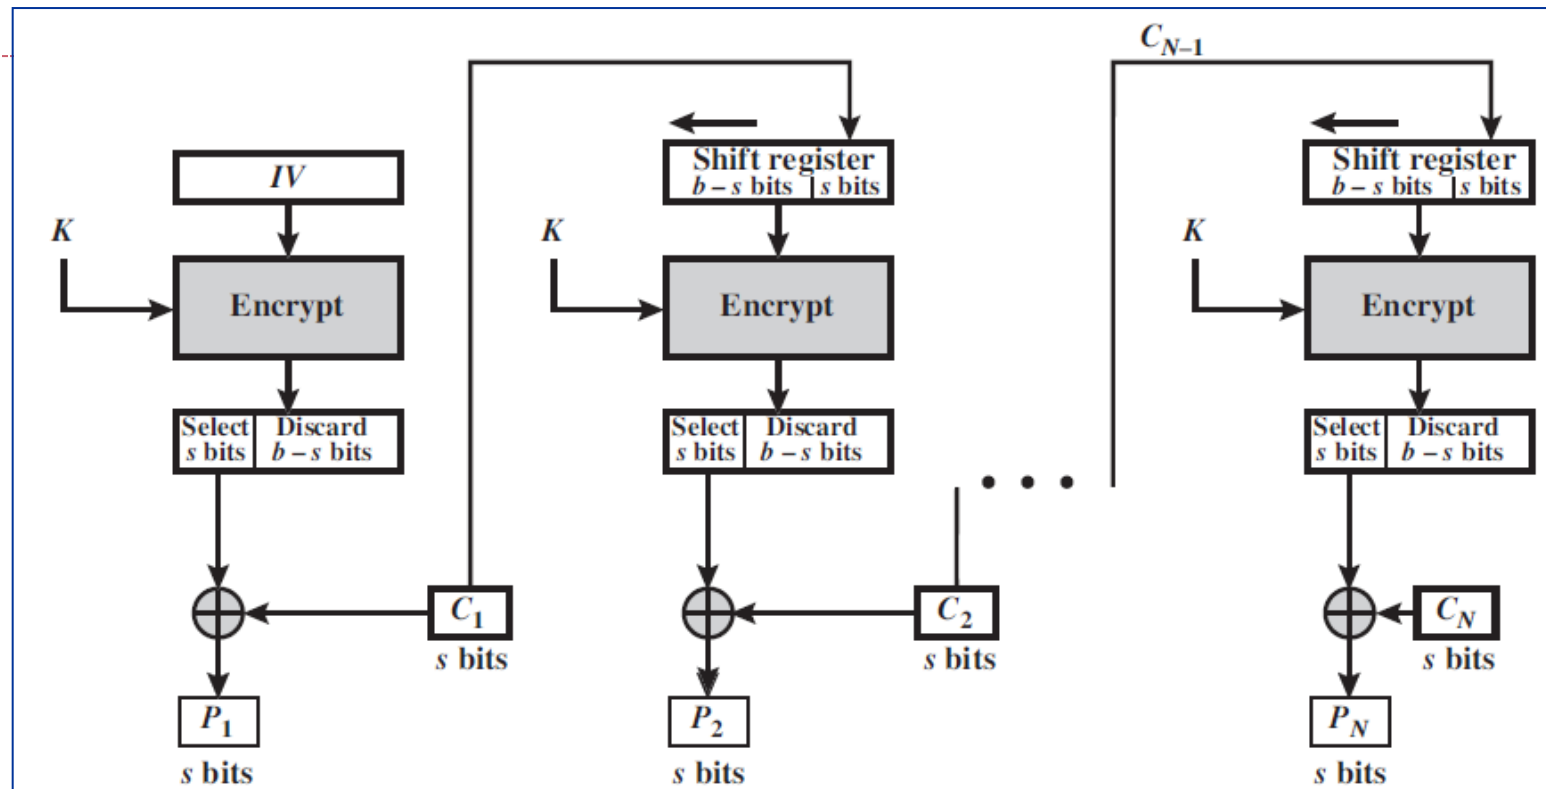 C_{N–1}
IV
Shift register
b – s bits | s bits
Shift register
b – s bits | s bits
K
K
K
Encrypt
Encrypt
Encrypt
Select Discard
s bits b – s bits
Select Discard
s bits b – s bits
Select Discard
s bits b – s bits
• • •
C_1
C_2
C_N
s bits
s bits
s bits
P_1
P_2
P_N
s bits
s bits
s bits